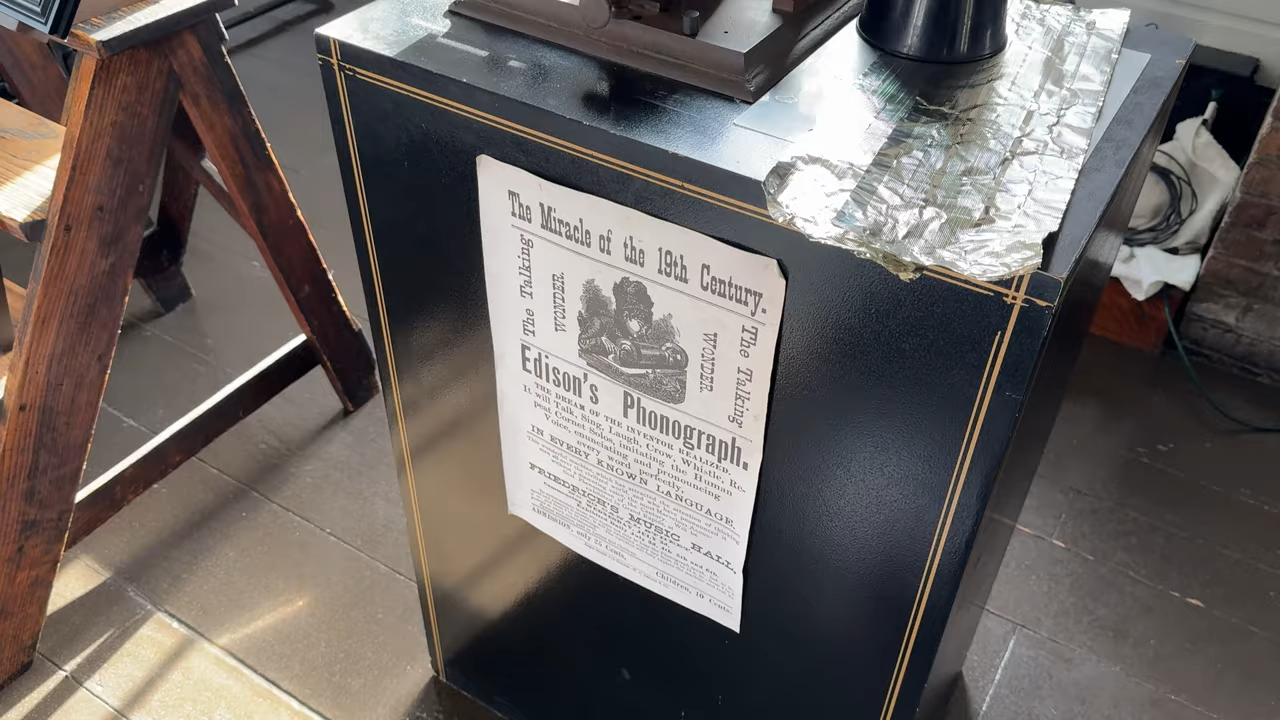 The Miracle of the 19th Century.
The Talking
WONDER.
The Talking
WONDER.
Edison's Phonograph.
THE DREAM OF THE INVENTOR REALIZED.
It will Talk, Sing, Laugh, Crow, Whistle, Re-
peat Cornet Solos, imitating the Human
Voice, enunciating and pronouncing
every word perfectly,
IN EVERY KNOWN LANGUAGE.
FRIEDRICH'S MUSIC HALL,
ADMISSION, only 25 Cents.
Children, 10 Cents.